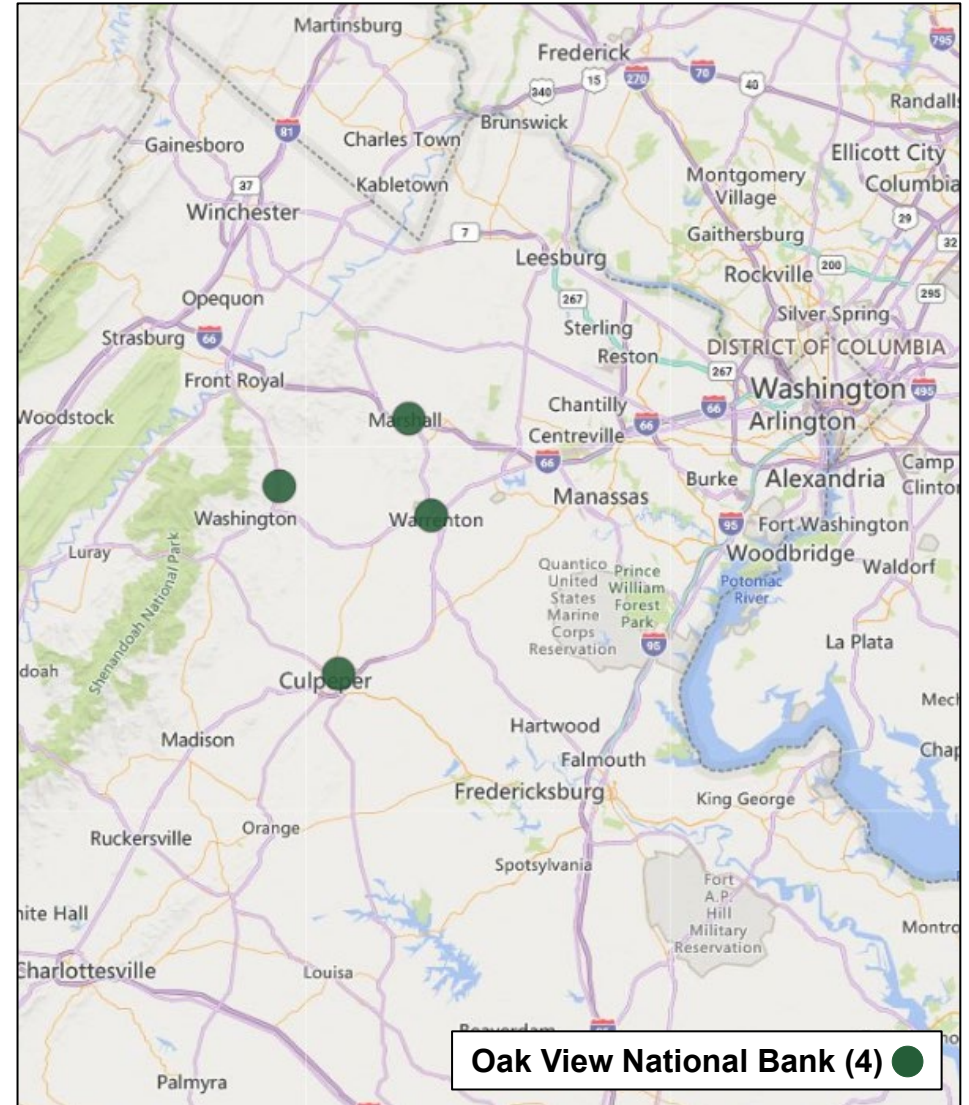 Martinsburg
Frederick
795
340
15
270
70
40
Randalls
Brunswick
81
Gainesboro
Charles Town
Ellicott City
Montgomery
Village
Columbia
37
Kabletown
Winchester
29
7
Gaithersburg
32
Leesburg
Rockville
200
Opequon
267
295
Silver Spring
Sterling
Strasburg
66
Reston
DISTRICT OF COLUMBIA
267
Front Royal
Washington
495
Woodstock
Marshall
Chantilly
66
Arlington
66
Centreville
66
Camp
Burke
Alexandria
Clinton
Manassas
Washington
Warrenton
95
Fort Washington
Luray
Woodbridge
Waldorf
Quantico
United
States
Marine
Corps
Reservation
Prince
William
Forest
Park
Potomac
River
Shenandoah National Park
95
La Plata
doah
Culpeper
Mech
Hartwood
Madison
Falmouth
Chap
Fredericksburg
King George
Orange
Ruckersville
Spotsylvania
Fort
A.P.
Hill
Military
Reservation
nite Hall
Montro
Charlottesville
Louisa
Beaverdam
95
Oak View National Bank (4)
Palmyra